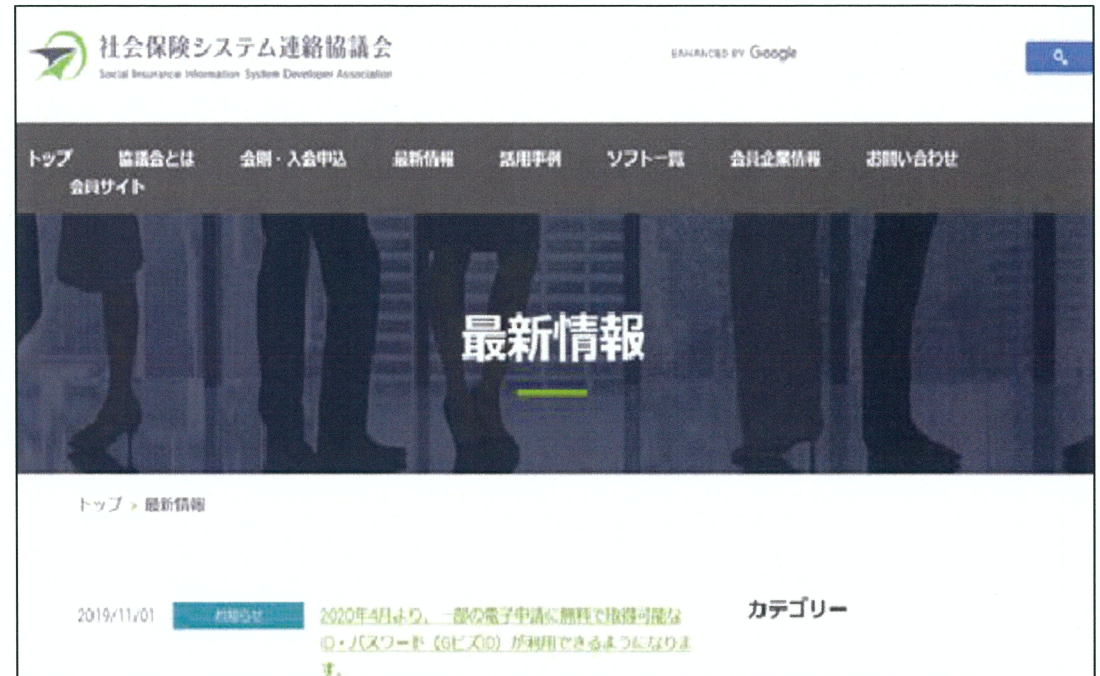 社会保険システム連絡協議会
Social Insurance Information System Developer Association
ENHANCED BY Google
トップ 協議会とは 会則・入会申込 最新情報 活用事例 ソフト一覧 会員企業情報 お問い合わせ
会員サイト
最新情報
トップ > 最新情報
2019/11/01 お知らせ 2020年4月より、一部の電子申請に無料で取得可能な
ID・パスワード(GビズID)が利用できるようになりま
す。
カテゴリー